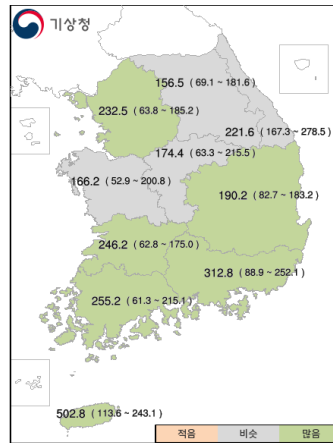 기상청
156.5 ( 69.1 ~ 181.6 )
232.5 ( 63.8 ~ 185.2 )
221.6 ( 167.3 ~ 278.5 )
174.4 ( 63.3 ~ 215.5 )
166.2 ( 52.9 ~ 200.8 )
190.2 ( 82.7 ~ 183.2 )
246.2 ( 62.8 ~ 175.0 )
312.8 ( 88.9 ~ 252.1 )
255.2 ( 61.3 ~ 215.1 )
502.8 ( 113.6 ~ 243.1 )
적음 비슷 많음